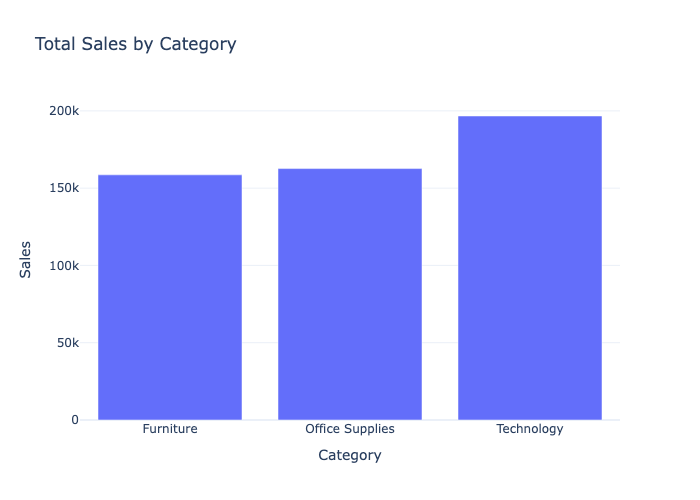 Total Sales by Category
200k
150k
100k
50k
0
Sales
Furniture
Office Supplies
Technology
Category